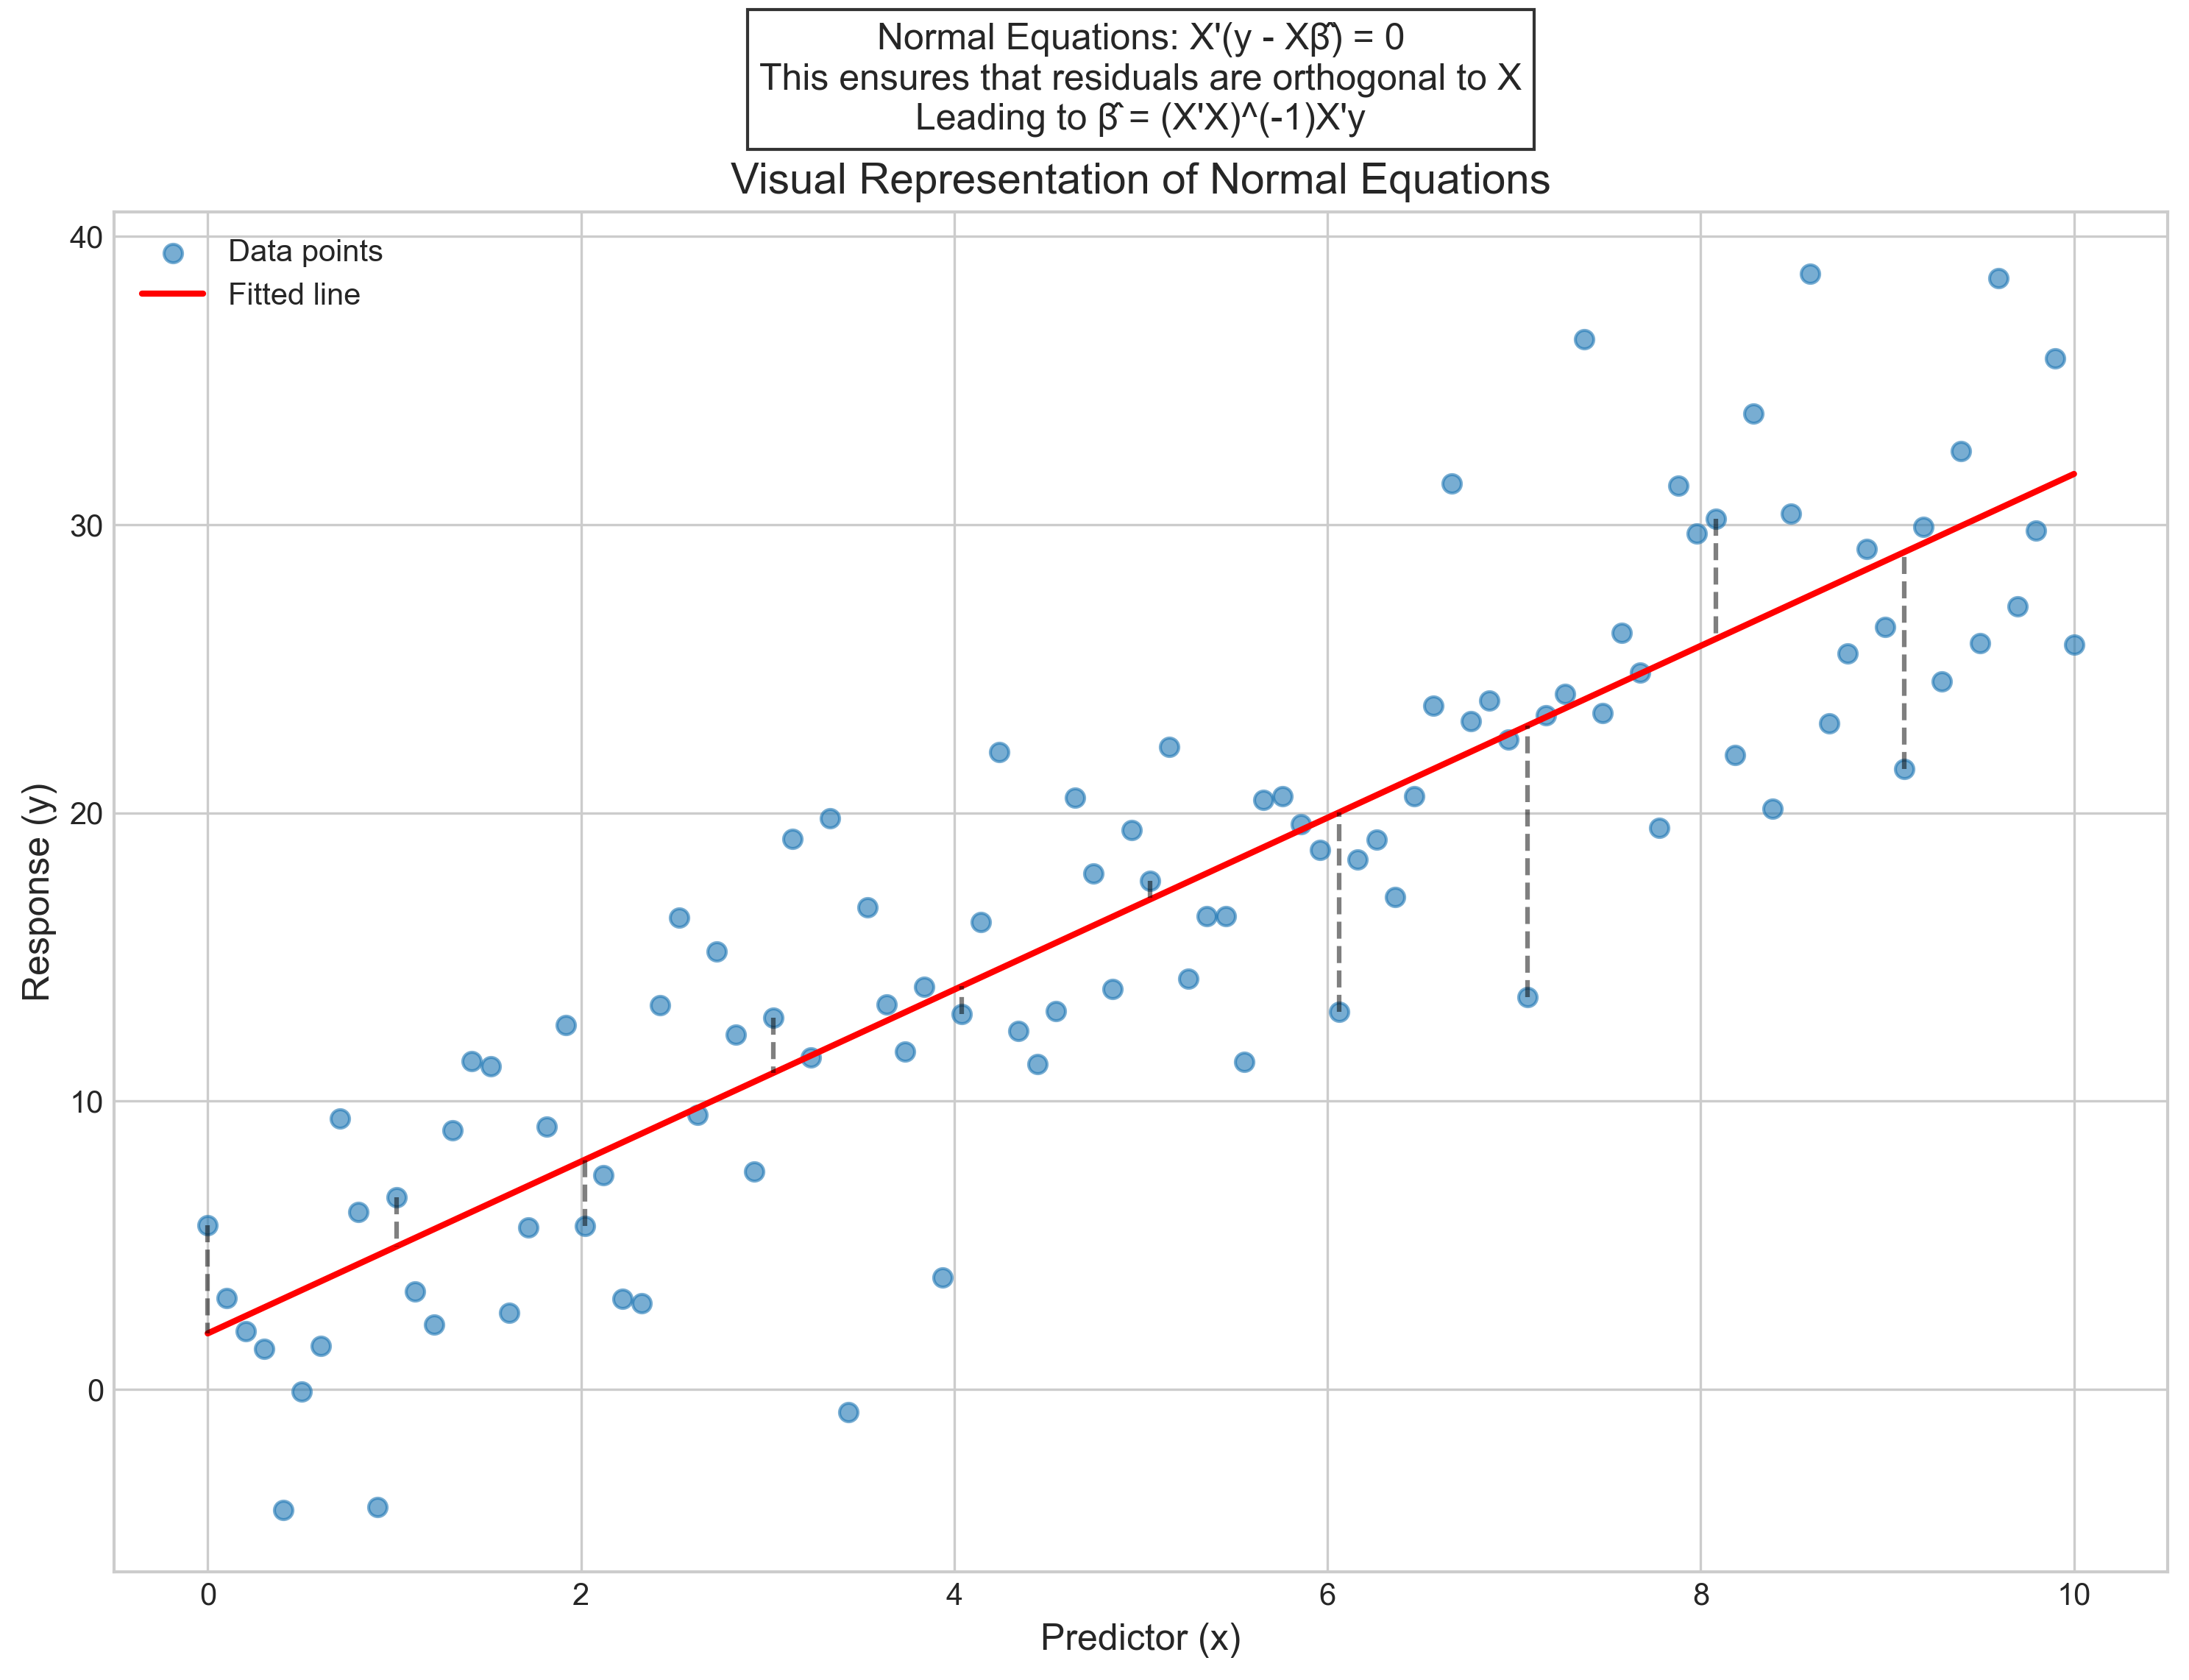 Normal Equations: X'(y - Xβ̂) = 0
This ensures that residuals are orthogonal to X
Leading to β̂ = (X'X)^(-1)X'y
Visual Representation of Normal Equations
Data points
Fitted line
40
30
20
10
0
Response (y)
0 2 4 6 8 10
Predictor (x)